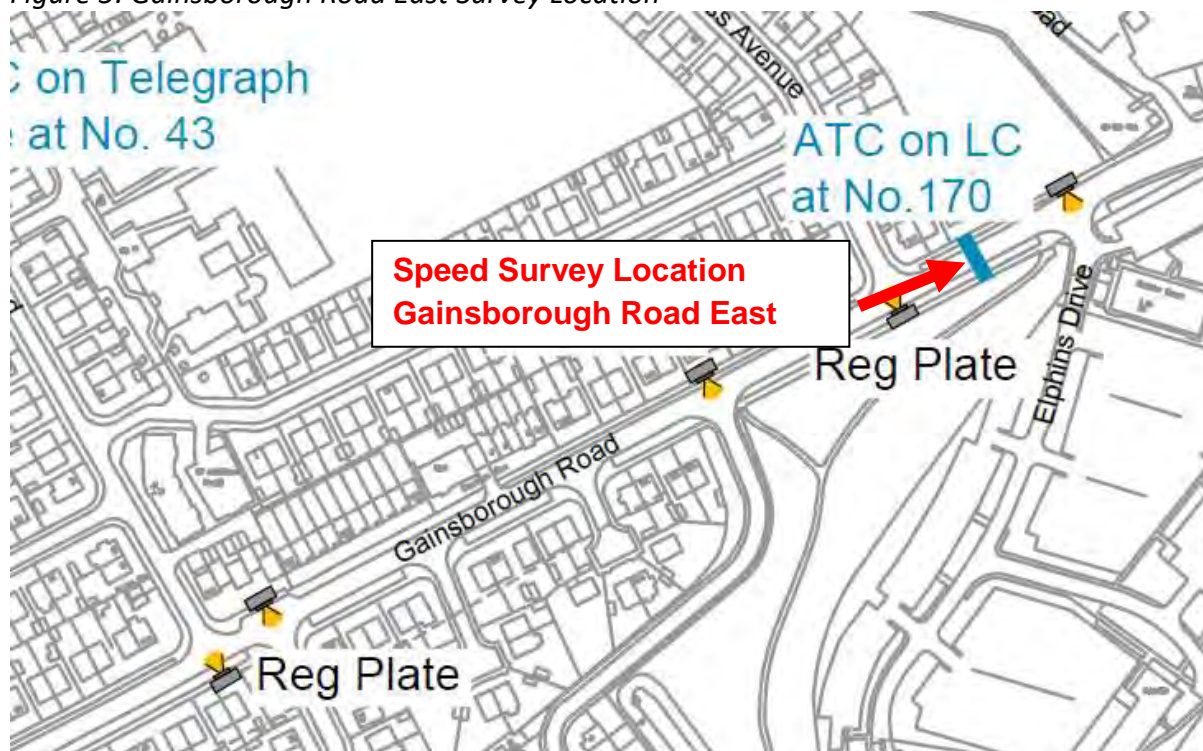 Figure 5: Gainsborough Road East Survey Location
on Telegraph
at No. 43
Avenue
ATC on LC
at No.170
Speed Survey Location
Gainsborough Road East
Reg Plate
Elphins Drive
Gainsborough Road
Reg Plate